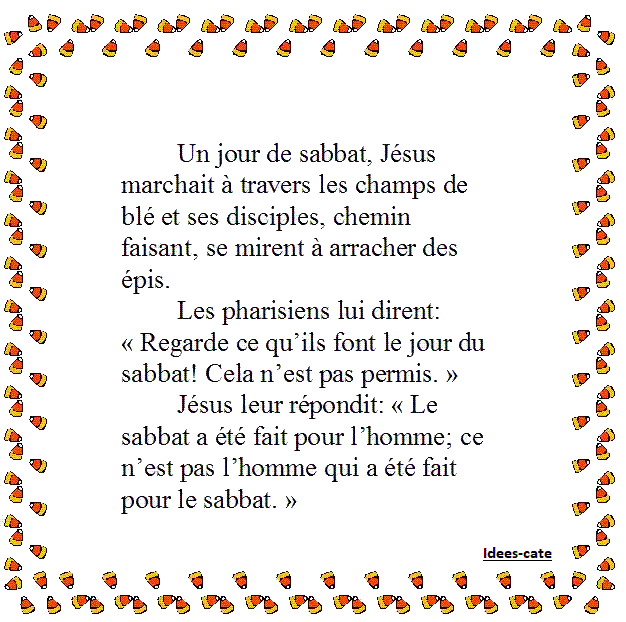 Un jour de sabbat, Jésus
marchait à travers les champs de
blé et ses disciples, chemin
faisant, se mirent à arracher des
épis.
Les pharisiens lui dirent:
« Regarde ce qu’ils font le jour du
sabbat! Cela n’est pas permis. »
Jésus leur répondit: « Le
sabbat a été fait pour l’homme; ce
n’est pas l’homme qui a été fait
pour le sabbat. »
Idees-cate